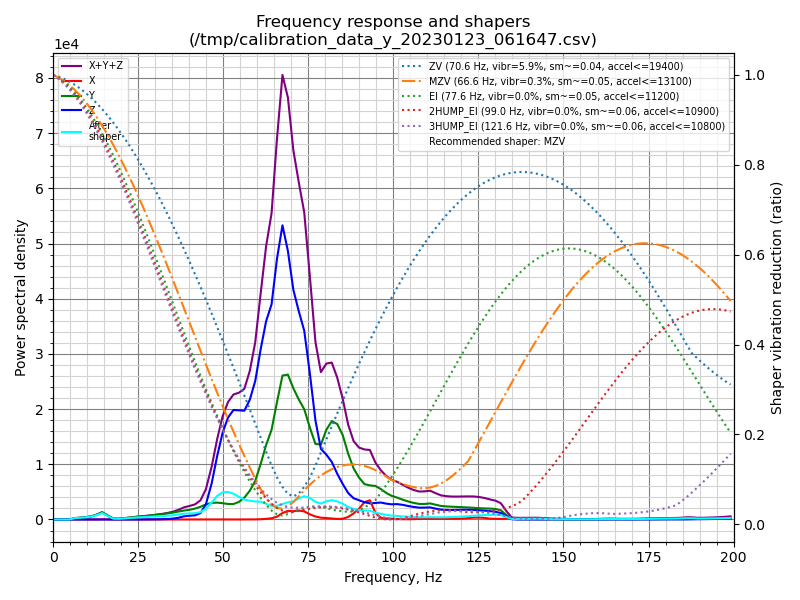 Frequency response and shapers
(/tmp/calibration_data_y_20230123_061647.csv)
1e4
X+Y+Z
X
Y
Z
After
shaper
ZV (70.6 Hz, vibr=5.9%, sm~=0.04, accel<=19400)
MZV (66.6 Hz, vibr=0.3%, sm~=0.05, accel<=13100)
EI (77.6 Hz, vibr=0.0%, sm~=0.05, accel<=11200)
2HUMP_EI (99.0 Hz, vibr=0.0%, sm~=0.06, accel<=10900)
3HUMP_EI (121.6 Hz, vibr=0.0%, sm~=0.06, accel<=10800)
Recommended shaper: MZV
Power spectral density
8
7
6
5
4
3
2
1
0
1.0
0.8
0.6
0.4
0.2
0.0
Shaper vibration reduction (ratio)
0 25 50 75 100 125 150 175 200
Frequency, Hz